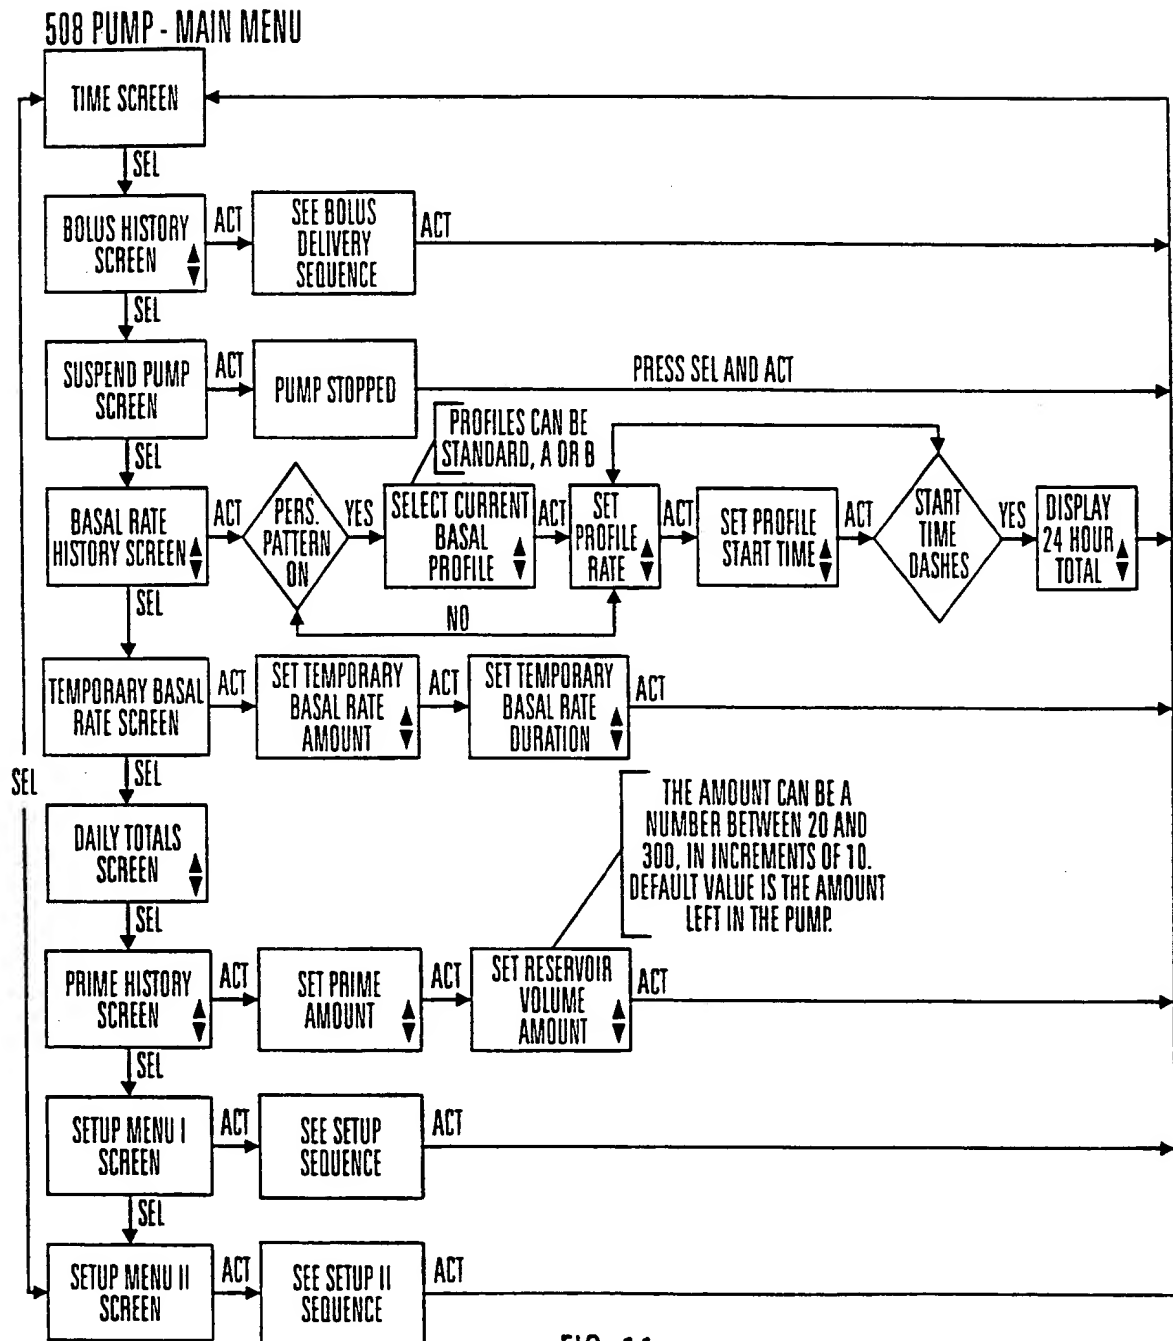 508 PUMP - MAIN MENU
TIME SCREEN
SEL
BOLUS HISTORY
SCREEN
ACT
SEE BOLUS
DELIVERY
SEQUENCE
ACT
SEL
SUSPEND PUMP
SCREEN
ACT
PUMP STOPPED
PRESS SEL AND ACT
SEL
PROFILES CAN BE
STANDARD, A OR B
BASAL RATE
HISTORY SCREEN
ACT
PERS.
PATTERN
ON
YES
SELECT CURRENT
BASAL
PROFILE
ACT
SET
PROFILE
RATE
ACT
SET PROFILE
START TIME
ACT
START
TIME
DASHES
YES
DISPLAY
24 HOUR
TOTAL
NO
SEL
TEMPORARY BASAL
RATE SCREEN
ACT
SET TEMPORARY
BASAL RATE
AMOUNT
ACT
SET TEMPORARY
BASAL RATE
DURATION
ACT
SEL
SEL
DAILY TOTALS
SCREEN
THE AMOUNT CAN BE A
NUMBER BETWEEN 20 AND
300, IN INCREMENTS OF 10.
DEFAULT VALUE IS THE AMOUNT
LEFT IN THE PUMP.
SEL
PRIME HISTORY
SCREEN
ACT
SET PRIME
AMOUNT
ACT
SET RESERVOIR
VOLUME
AMOUNT
ACT
SEL
SETUP MENU I
SCREEN
ACT
SEE SETUP
SEQUENCE
ACT
SEL
SETUP MENU II
SCREEN
ACT
SEE SETUP II
SEQUENCE
ACT